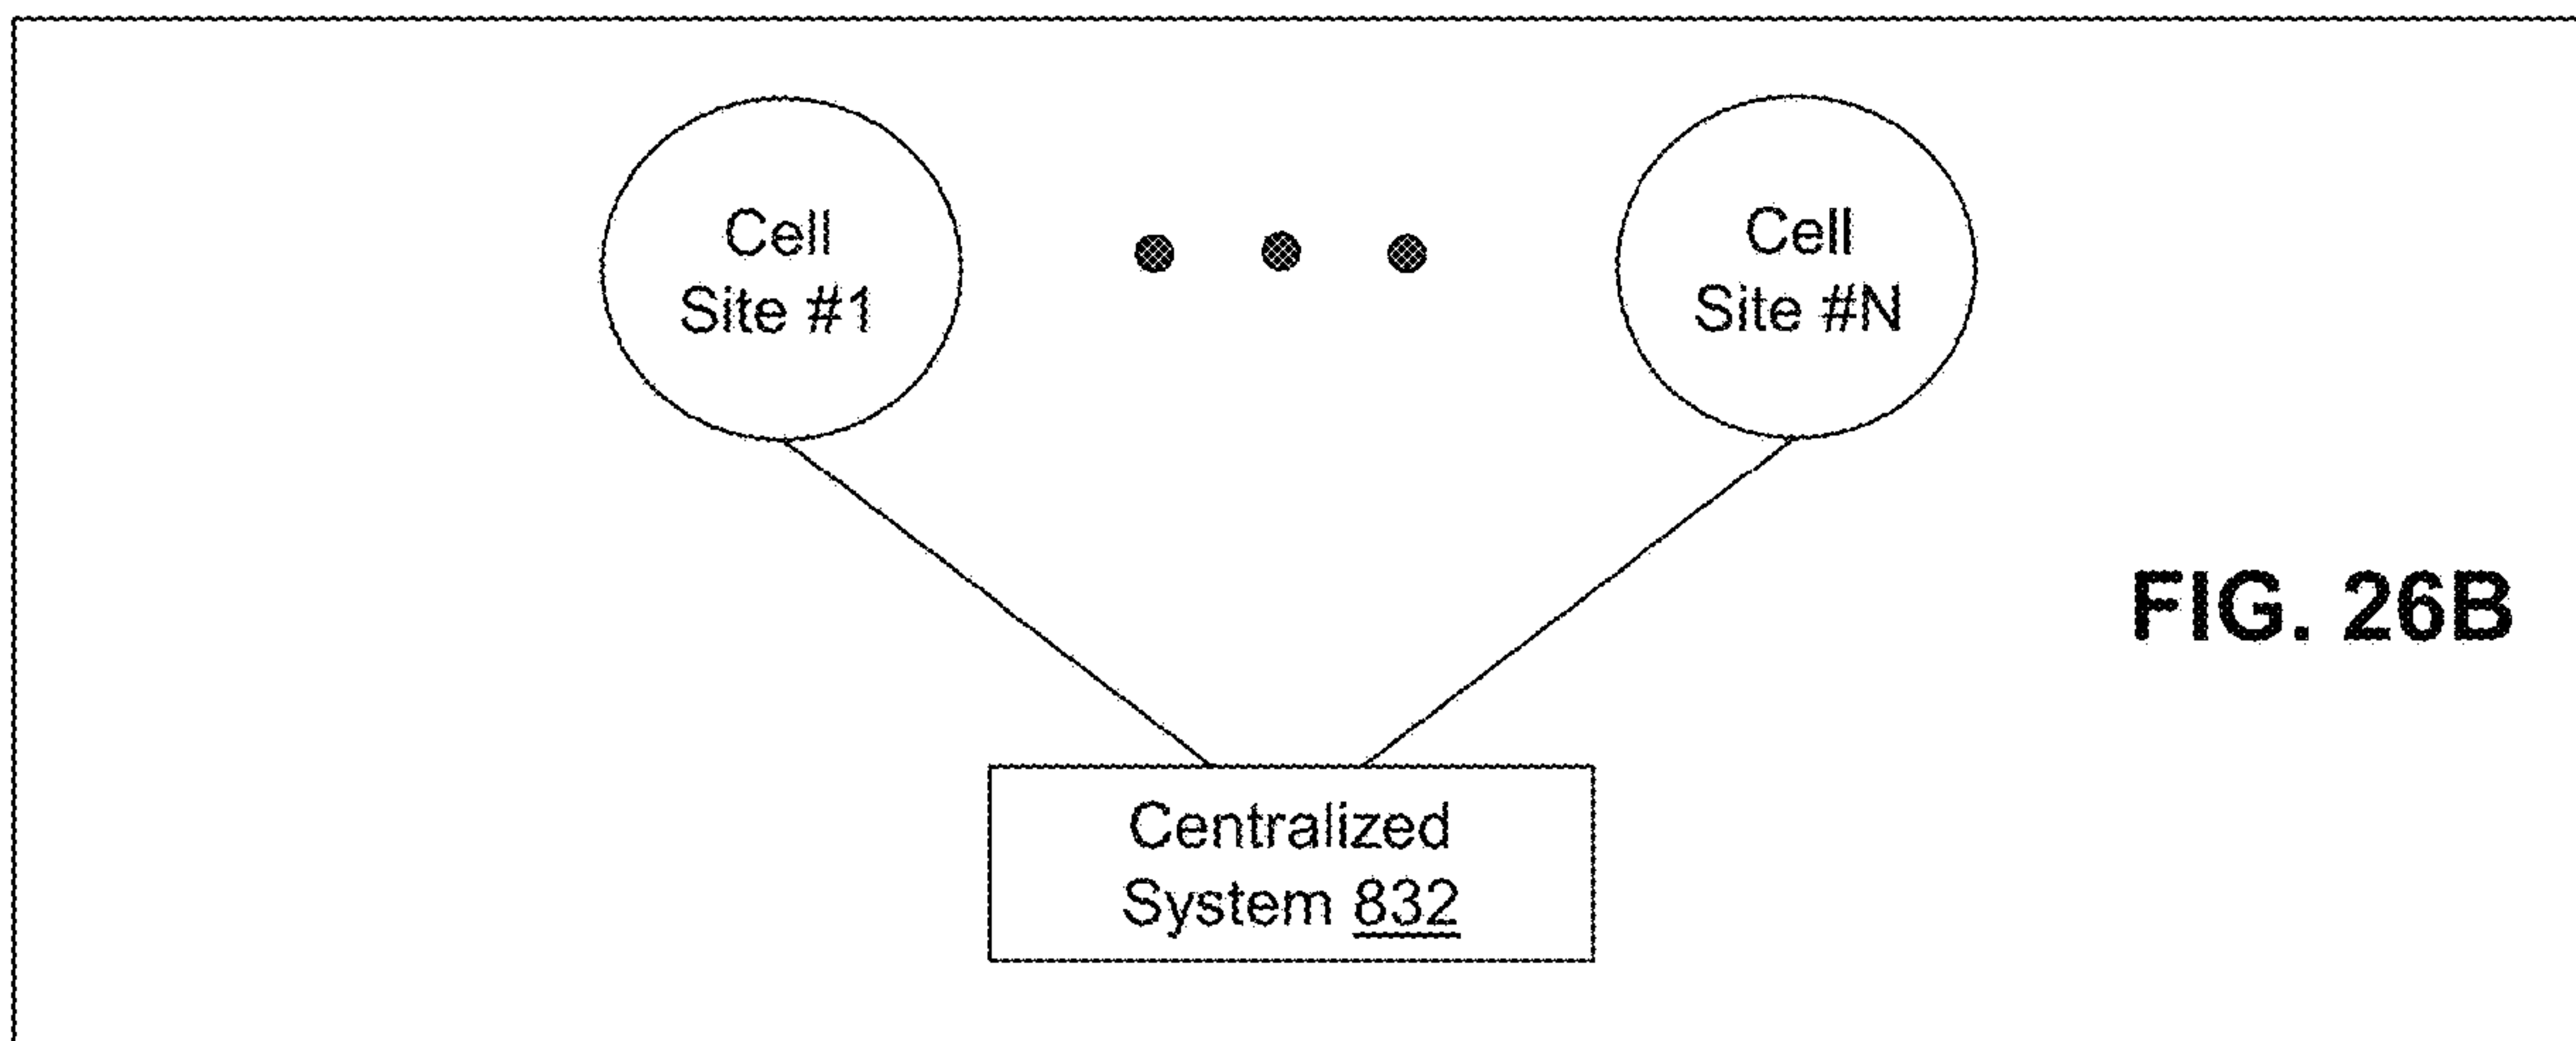 Cell
Site #1
Cell
Site #N
FIG. 26B
Centralized
System 832